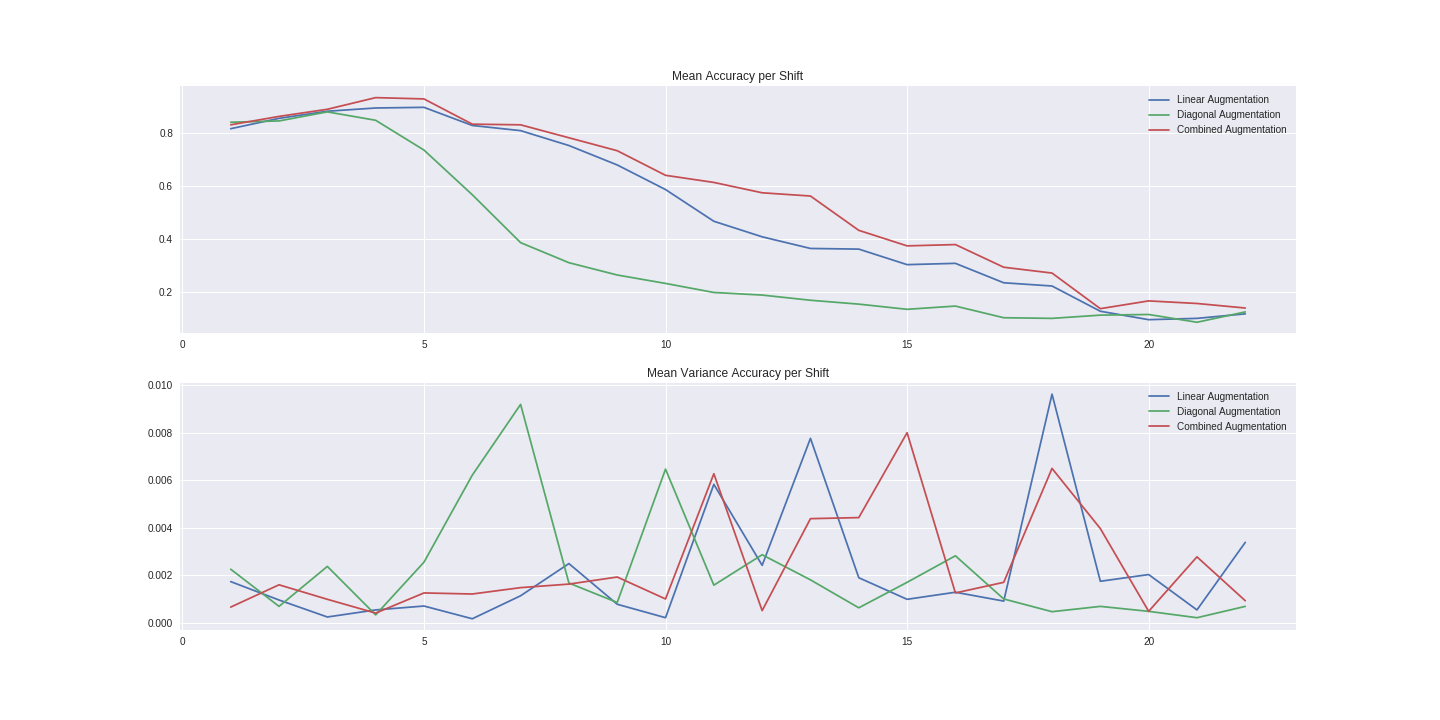 Mean Accuracy per Shift
Linear Augmentation
Diagonal Augmentation
Combined Augmentation
0.8
0.6
0.4
0.2
0 5 10 15 20
Mean Variance Accuracy per Shift
Linear Augmentation
Diagonal Augmentation
Combined Augmentation
0.010
0.008
0.006
0.004
0.002
0.000
0 5 10 15 20